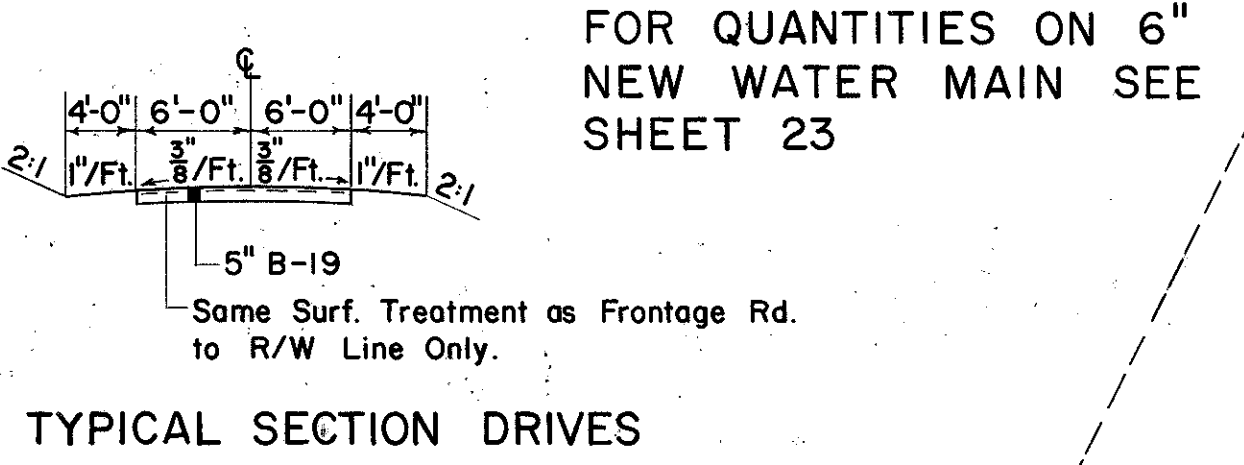 FOR QUANTITIES ON 6"
NEW WATER MAIN SEE
SHEET 23
℄
4'-0" 6'-0" 6'-0" 4'-0"
2:1 1"/Ft. 3/8"/Ft. 3/8"/Ft. 1"/Ft. 2:1
5" B-19
Same Surf. Treatment as Frontage Rd.
to R/W Line Only.
TYPICAL SECTION DRIVES